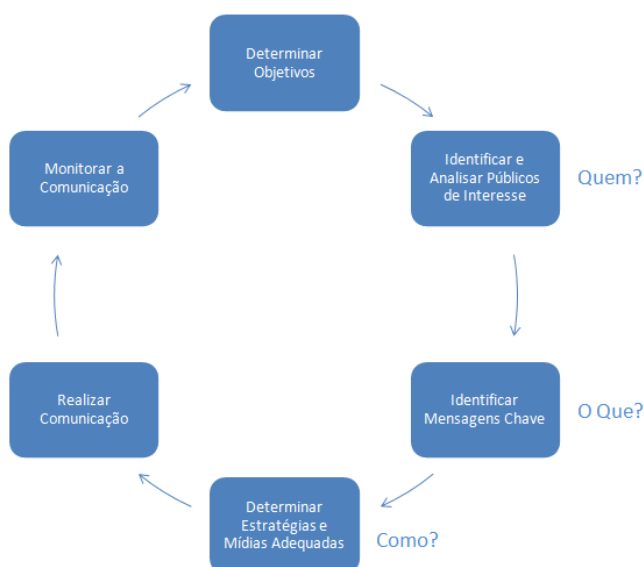 Determinar
Objetivos
Identificar e
Analisar Públicos
de Interesse
Quem?
Identificar
Mensagens Chave
O Que?
Determinar
Estratégias e
Mídias Adequadas
Como?
Realizar
Comunicação
Monitorar a
Comunicação